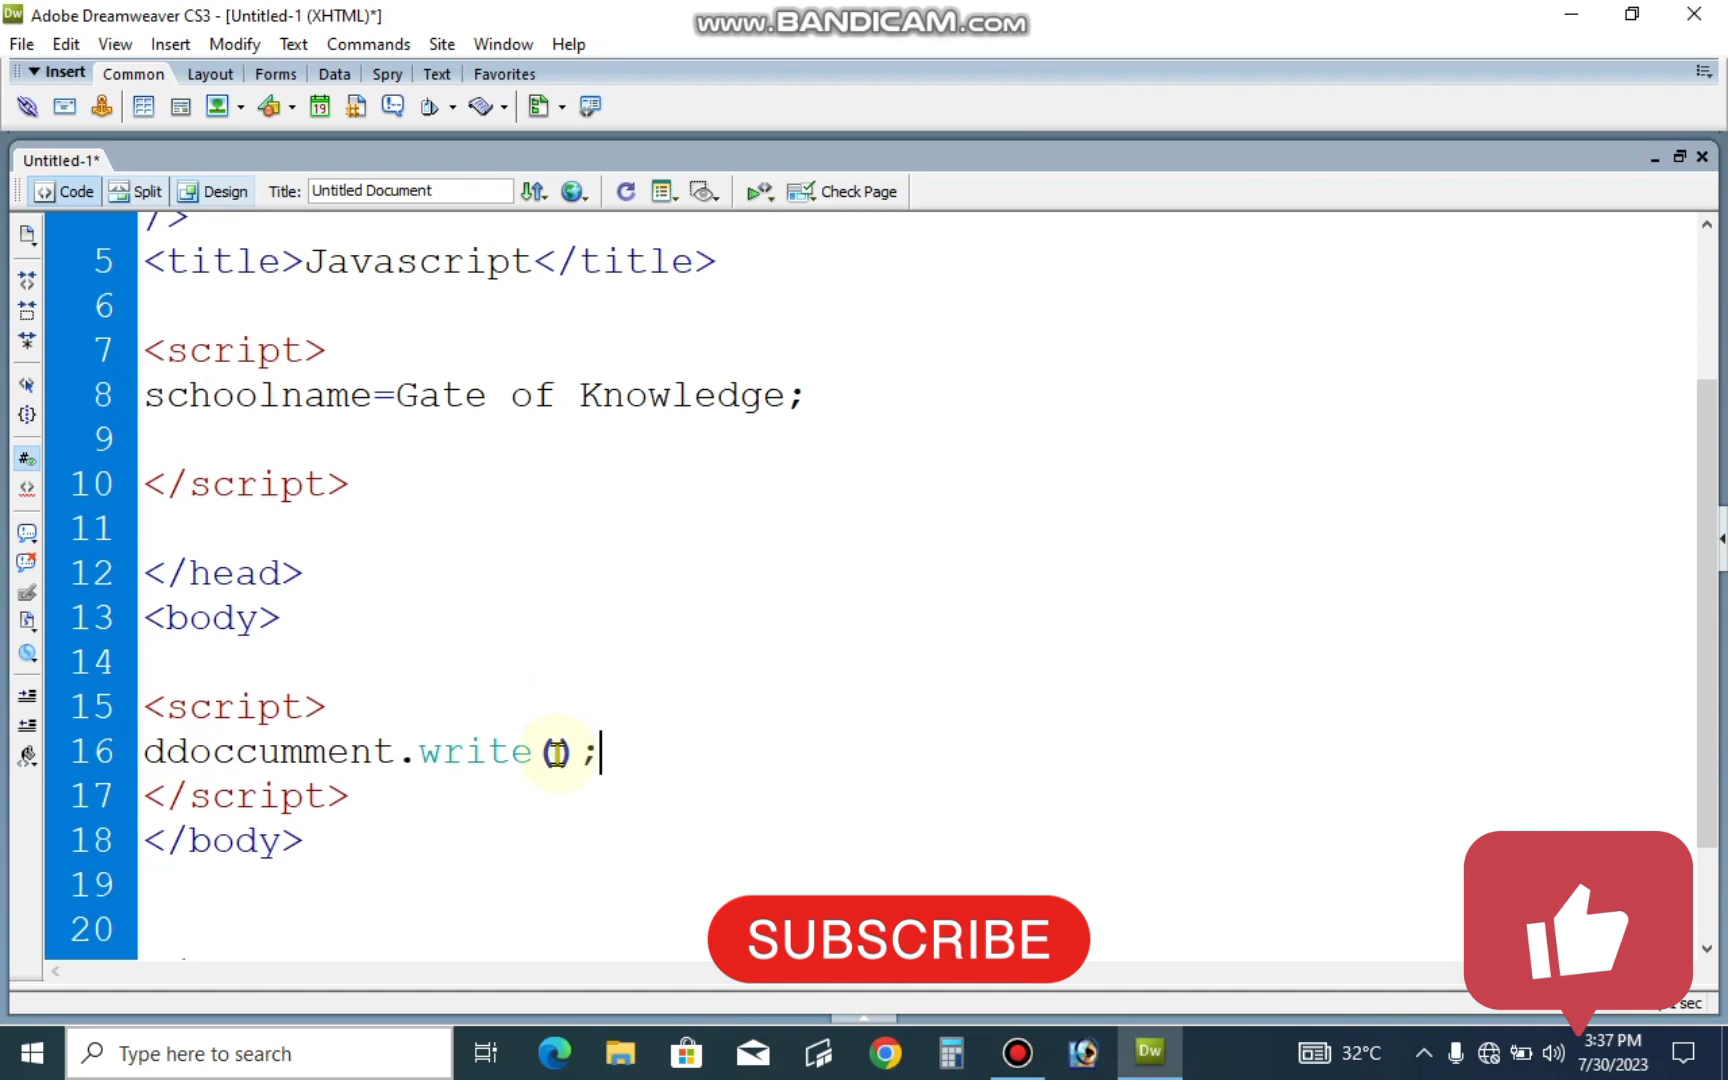 Dw Adobe Dreamweaver CS3 - [Untitled-1 (XHTML)*]
www.BANDICAM.com
File Edit View Insert Modify Text Commands Site Window Help
Insert Common Layout Forms Data Spry Text Favorites
19
Untitled-1*
Code Split Design Title: Untitled Document Check Page
/>
5 <title>Javascript</title>
6
7 <script>
8 schoolname=Gate of Knowledge;
9
10 </script>
11
12 </head>
13 <body>
14
15 <script>
16 ddoccumment.write();
17 </script>
18 </body>
19
20
SUBSCRIBE
sec
Type here to search
Dw
32°C
3:37 PM
7/30/2023